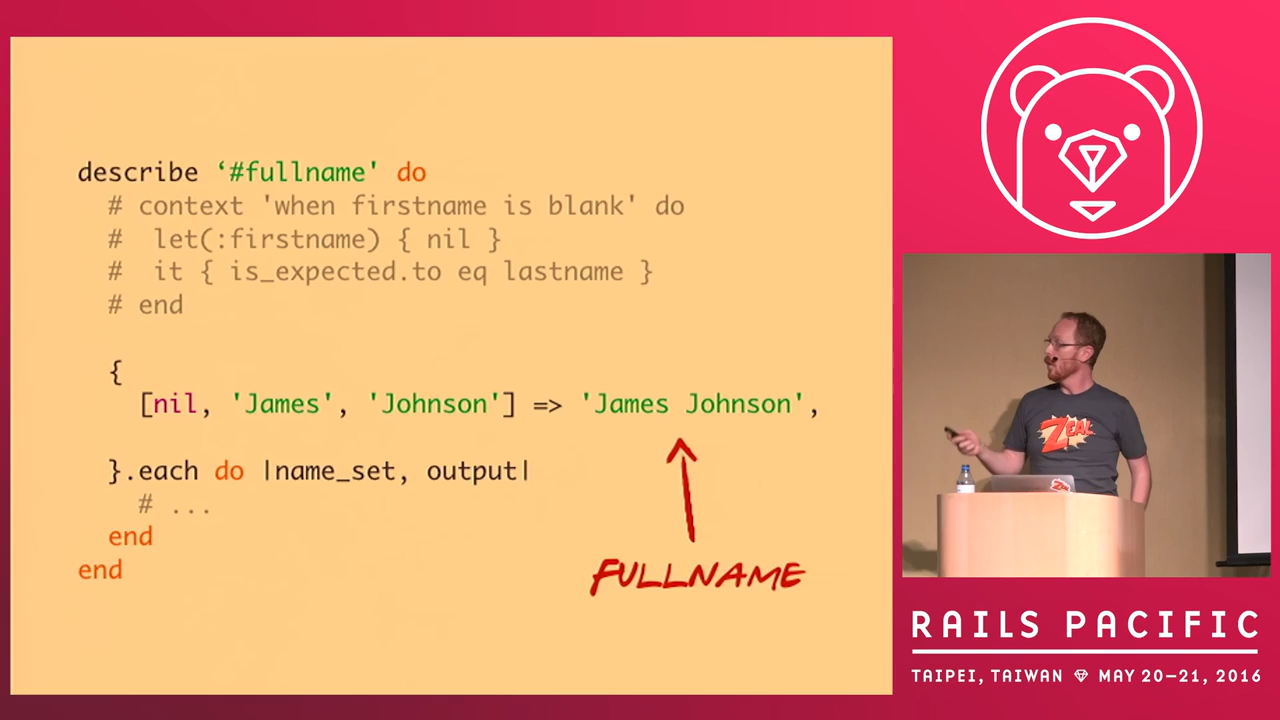 describe ‘#fullname' do
# context 'when firstname is blank' do
#  let(:firstname) { nil }
#  it { is_expected.to eq lastname }
# end
{
[nil, 'James', 'Johnson'] => 'James Johnson',
}.each do |name_set, output|
# ...
end
end
FULLNAME
ZEAL
RAILS PACIFIC
TAIPEI, TAIWAN MAY 20–21, 2016